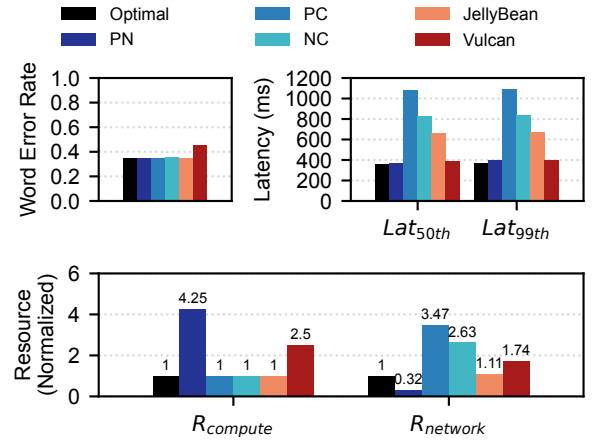 Optimal PC JellyBean
PN NC Vulcan
Word Error Rate
1.0
0.8
0.6
0.4
0.2
0.0
Latency (ms)
1200
1000
800
600
400
200
0
Lat50th Lat99th
Resource
(Normalized)
6
4
2
0
1 4.25 1 1 1 2.5
1 0.32 3.47 2.63 1.11 1.74
Rcompute Rnetwork